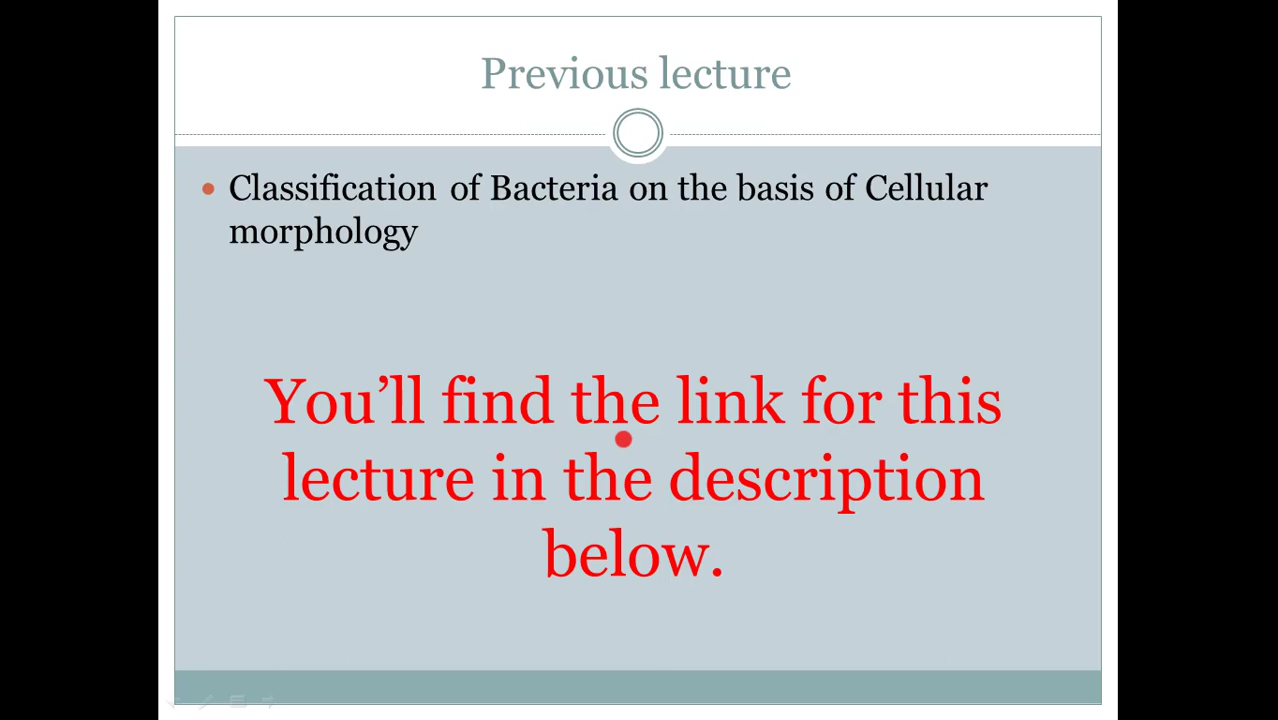 Previous lecture
• Classification of Bacteria on the basis of Cellular
morphology
You’ll find the link for this
lecture in the description
below.